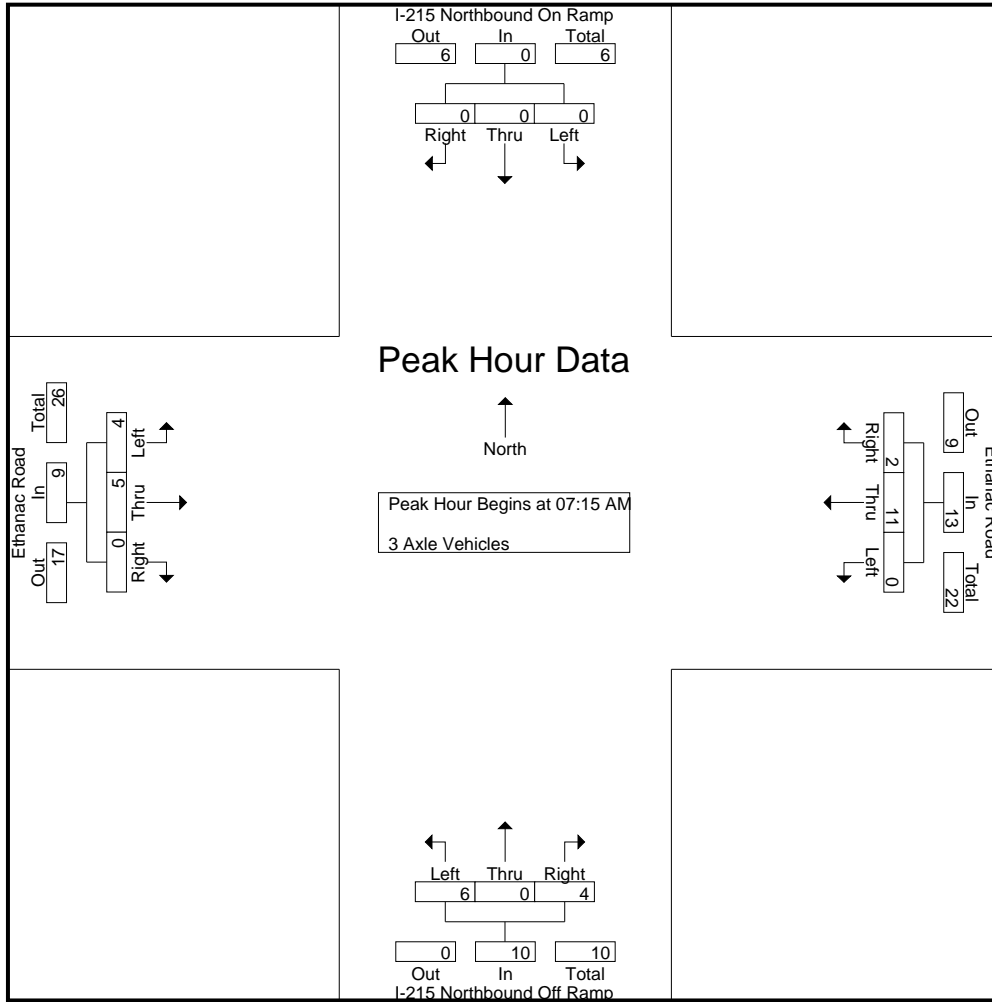 I-215 Northbound On Ramp
Out In Total
6 0 6
0 0 0
Right Thru Left
Peak Hour Data
North
Peak Hour Begins at 07:15 AM
3 Axle Vehicles
Ethanac Road
Out In Total
17 9 26
4 5 0
Left Thru Right
Ethanac Road
Out In Total
9 13 22
2 11 0
Right Thru Left
Left Thru Right
6 0 4
0 10 10
Out In Total
I-215 Northbound Off Ramp